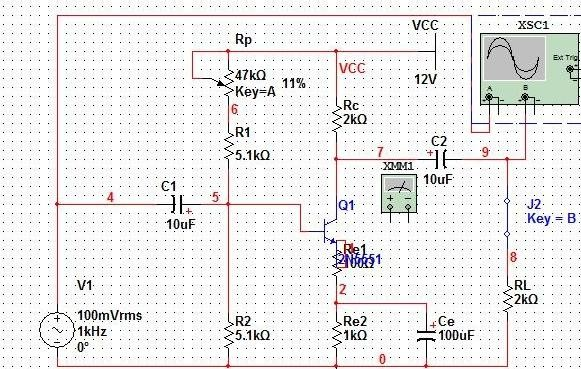 XSC1
Ext Trig
A
B
VCC
12V
VCC
Rp
47kΩ
Key=A
11%
6
R1
5.1kΩ
Rc
2kΩ
7
C2
10uF
9
XMM1
J2
Key = B
8
4
C1
10uF
5
Q1
2N5551
Re1
100Ω
2
V1
100mVrms
1kHz
0°
R2
5.1kΩ
Re2
1kΩ
Ce
100uF
RL
2kΩ
0